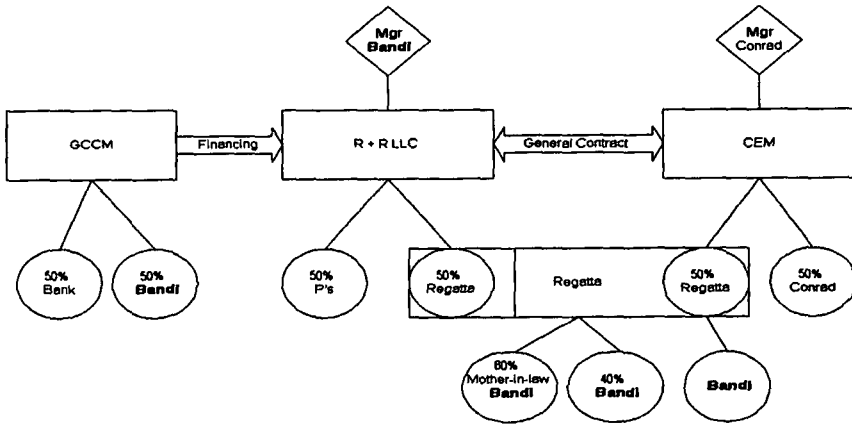 Mgr
Bandi
Mgr
Conrad
GCCM
Financing
R + R LLC
General Contract
CEM
50%
Bank
50%
Bandi
50%
P's
50%
Regatta
Regatta
50%
Regatta
50%
Conrad
60%
Mother-in-law
Bandi
40%
Bandi
Bandi